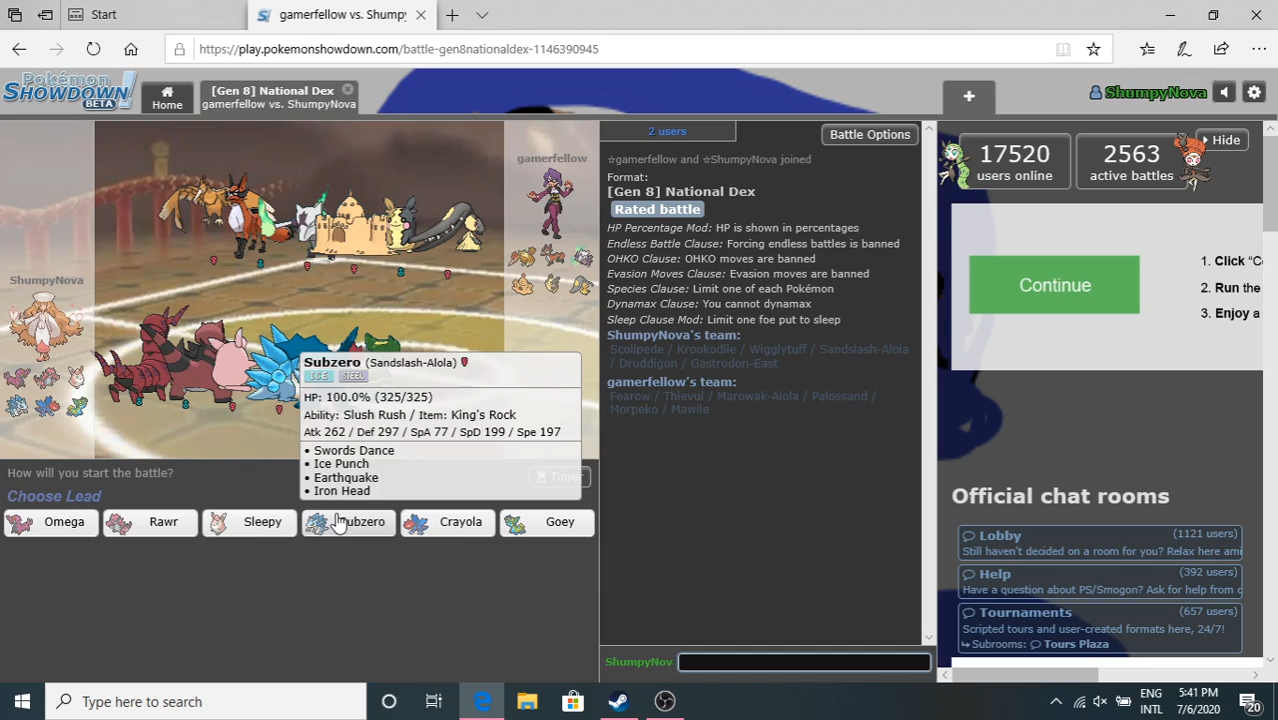 Start
gamerfellow vs. Shumpy
https://play.pokemonshowdown.com/battle-gen8nationaldex-1146390945
Pokémon
SHOWDOWN!
BETA
Home
[Gen 8] National Dex
gamerfellow vs. ShumpyNova
ShumpyNova
2 users
Battle Options
☆gamerfellow and ☆ShumpyNova joined
Format:
[Gen 8] National Dex
Rated battle
HP Percentage Mod: HP is shown in percentages
Endless Battle Clause: Forcing endless battles is banned
OHKO Clause: OHKO moves are banned
Evasion Moves Clause: Evasion moves are banned
Species Clause: Limit one of each Pokémon
Dynamax Clause: You cannot dynamax
Sleep Clause Mod: Limit one foe put to sleep
ShumpyNova's team:
Scolipede / Krookodile / Wigglytuff / Sandslash-Alola
/ Druddigon / Gastrodon-East
gamerfellow's team:
Fearow / Thievul / Marowak-Alola / Palossand /
Morpeko / Mawile
gamerfellow
ShumpyNova
Subzero (Sandslash-Alola)
ICE STEEL
HP: 100.0% (325/325)
Ability: Slush Rush / Item: King's Rock
Atk 262 / Def 297 / SpA 77 / SpD 199 / Spe 197
• Swords Dance
• Ice Punch
• Earthquake
• Iron Head
How will you start the battle?
Timer
Choose Lead
Omega
Rawr
Sleepy
Subzero
Crayola
Goey
ShumpyNov
17520
users online
2563
active battles
Hide
Continue
1. Click "Co
2. Run the
3. Enjoy a
Official chat rooms
Lobby
(1121 users)
Still haven't decided on a room for you? Relax here ami
Help
(392 users)
Have a question about PS/Smogon? Ask for help from
Tournaments
(657 users)
Scripted tours and user-created formats here, 24/7!
Subrooms: Tours Plaza
Type here to search
ENG
INTL
5:41 PM
7/6/2020
20